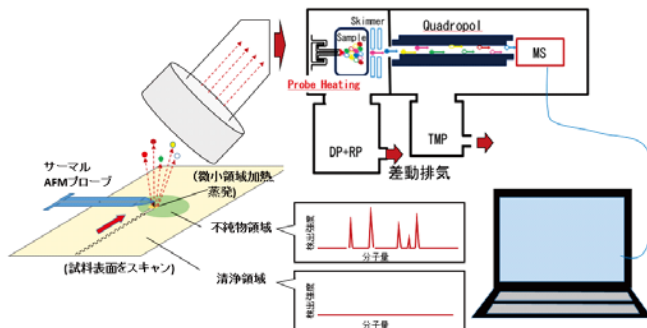 Skimmer
Quadropol
Sample
MS
Probe Heating
DP+RP
TMP
差動排気
サーマル
AFMプローブ
(微小領域加熱
蒸発)
不純物領域
(試料表面をスキャン)
清浄領域
検出強度
分子量
検出強度
分子量